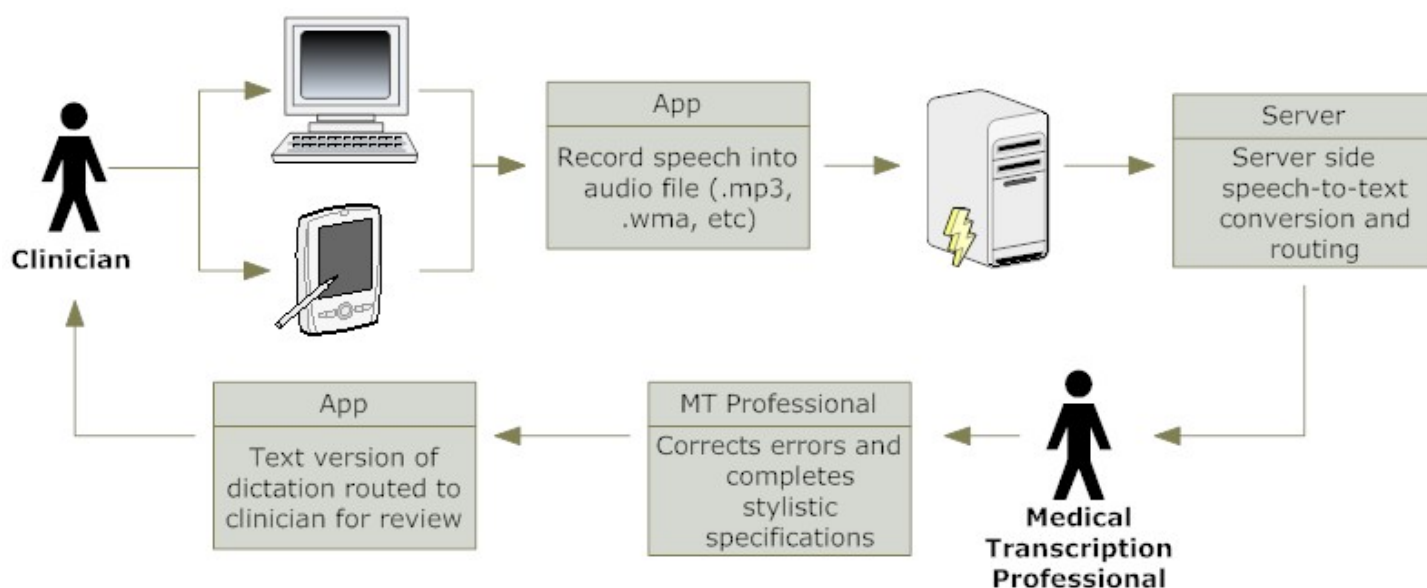 Clinician
App
Record speech into
audio file (.mp3,
.wma, etc)
Server
Server side
speech-to-text
conversion and
routing
Medical
Transcription
Professional
MT Professional
Corrects errors and
completes
stylistic
specifications
App
Text version of
dictation routed to
clinician for review